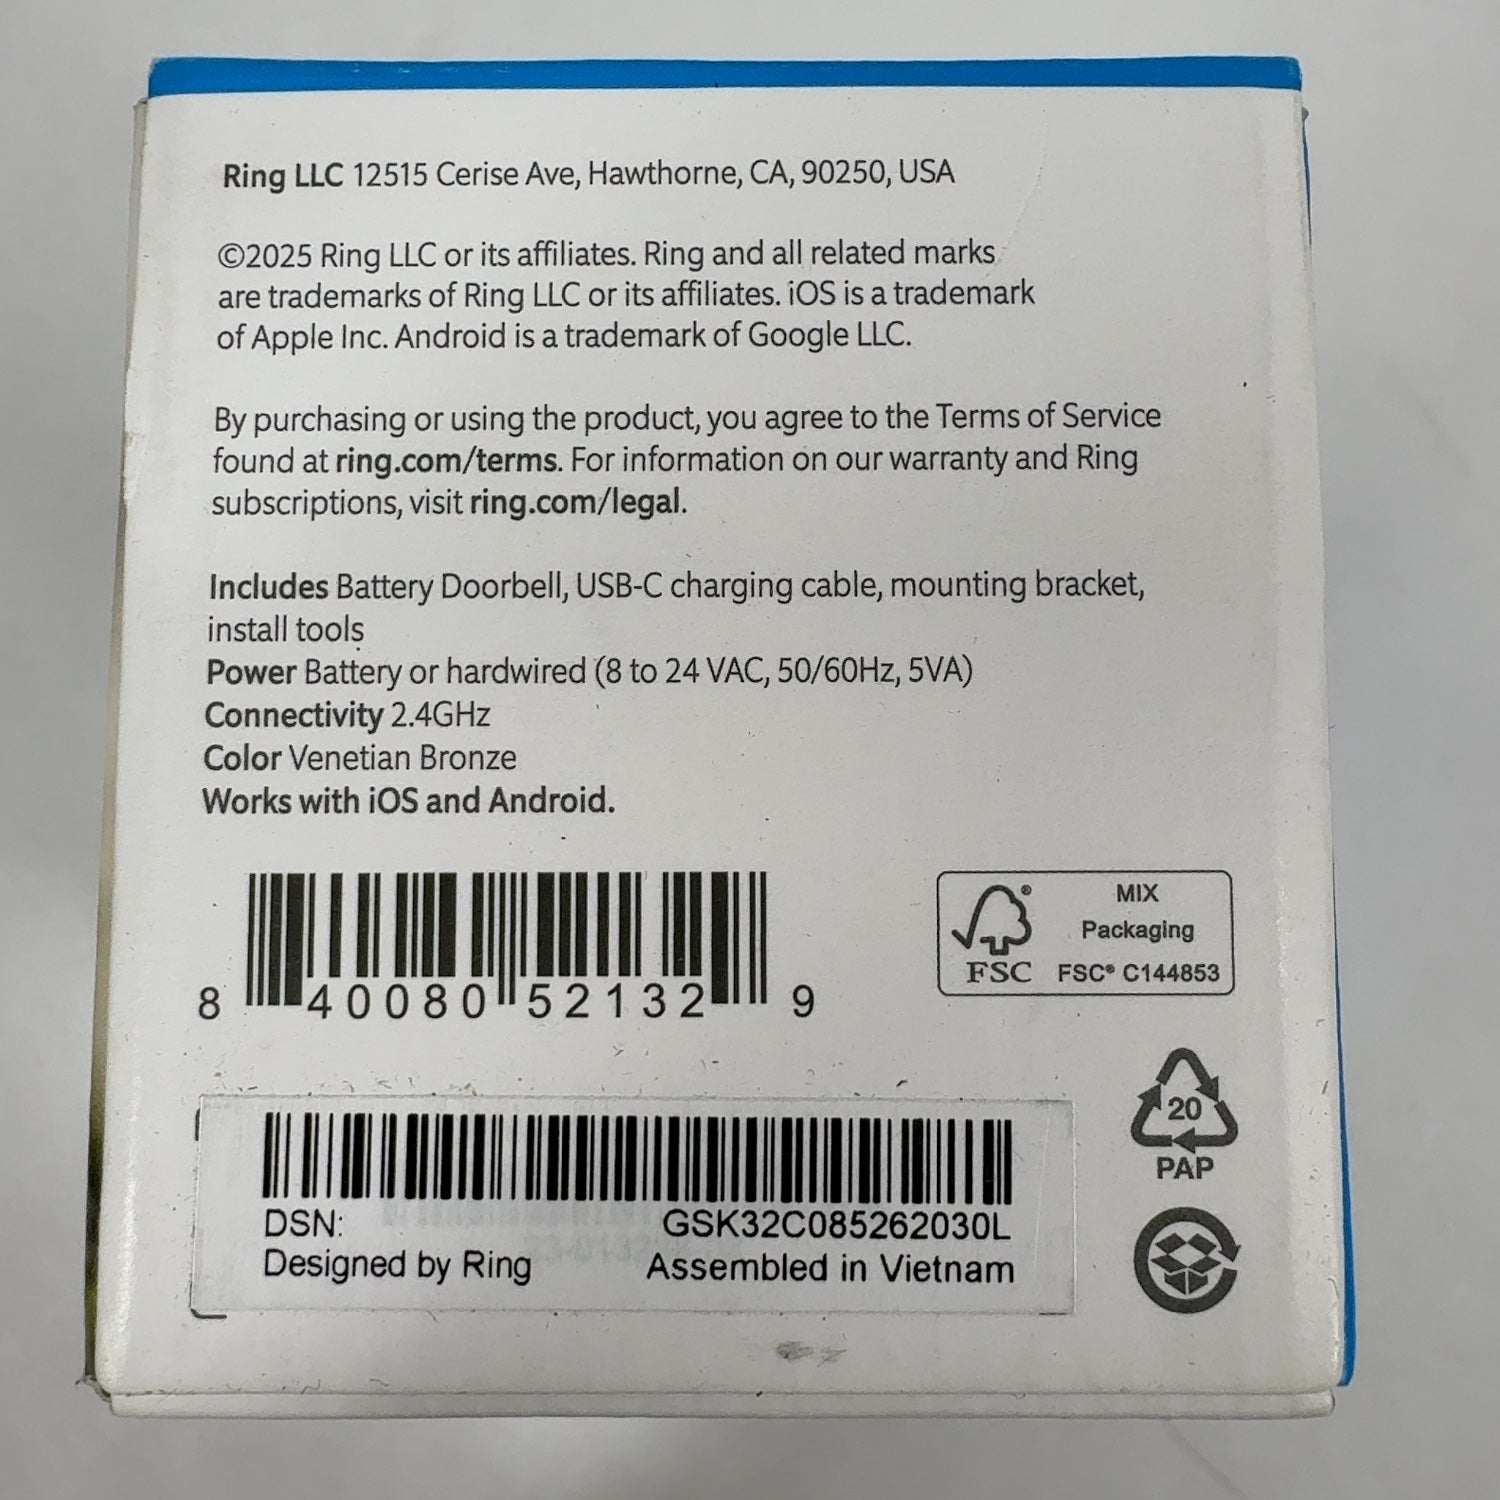 Ring LLC 12515 Cerise Ave, Hawthorne, CA, 90250, USA
©2025 Ring LLC or its affiliates. Ring and all related marks
are trademarks of Ring LLC or its affiliates. iOS is a trademark
of Apple Inc. Android is a trademark of Google LLC.
By purchasing or using the product, you agree to the Terms of Service
found at ring.com/terms. For information on our warranty and Ring
subscriptions, visit ring.com/legal.
Includes Battery Doorbell, USB-C charging cable, mounting bracket,
install tools
Power Battery or hardwired (8 to 24 VAC, 50/60Hz, 5VA)
Connectivity 2.4GHz
Color Venetian Bronze
Works with iOS and Android.
8 40080 52132 9
MIX
Packaging
FSC FSC® C144853
20
PAP
DSN: GSK32C085262030L
Designed by Ring Assembled in Vietnam